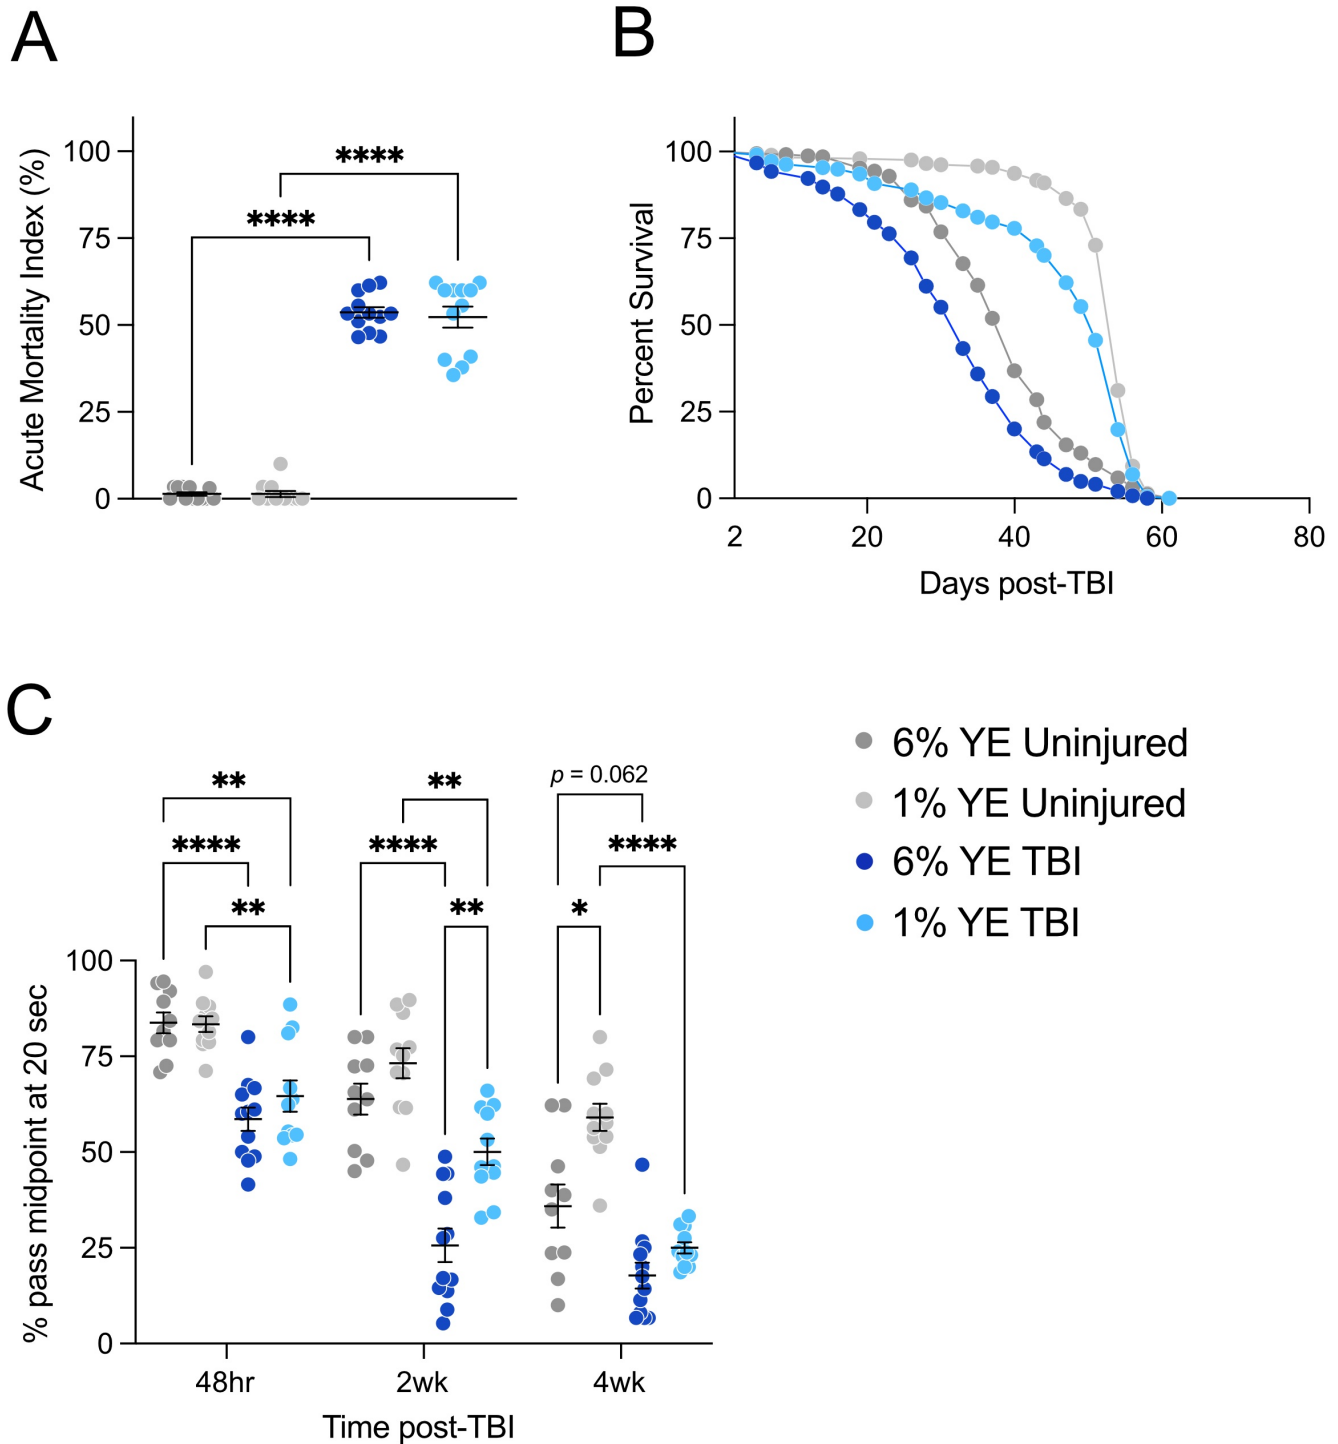 A
Acute Mortality Index (%)
100
75
50
25
0
****
****
B
Percent Survival
100
75
50
25
0
2 20 40 60 80
Days post-TBI
C
% pass midpoint at 20 sec
100
75
50
25
0
**
****
**
**
****
**
p = 0.062
****
*
48hr 2wk 4wk
Time post-TBI
6% YE Uninjured
1% YE Uninjured
6% YE TBI
1% YE TBI